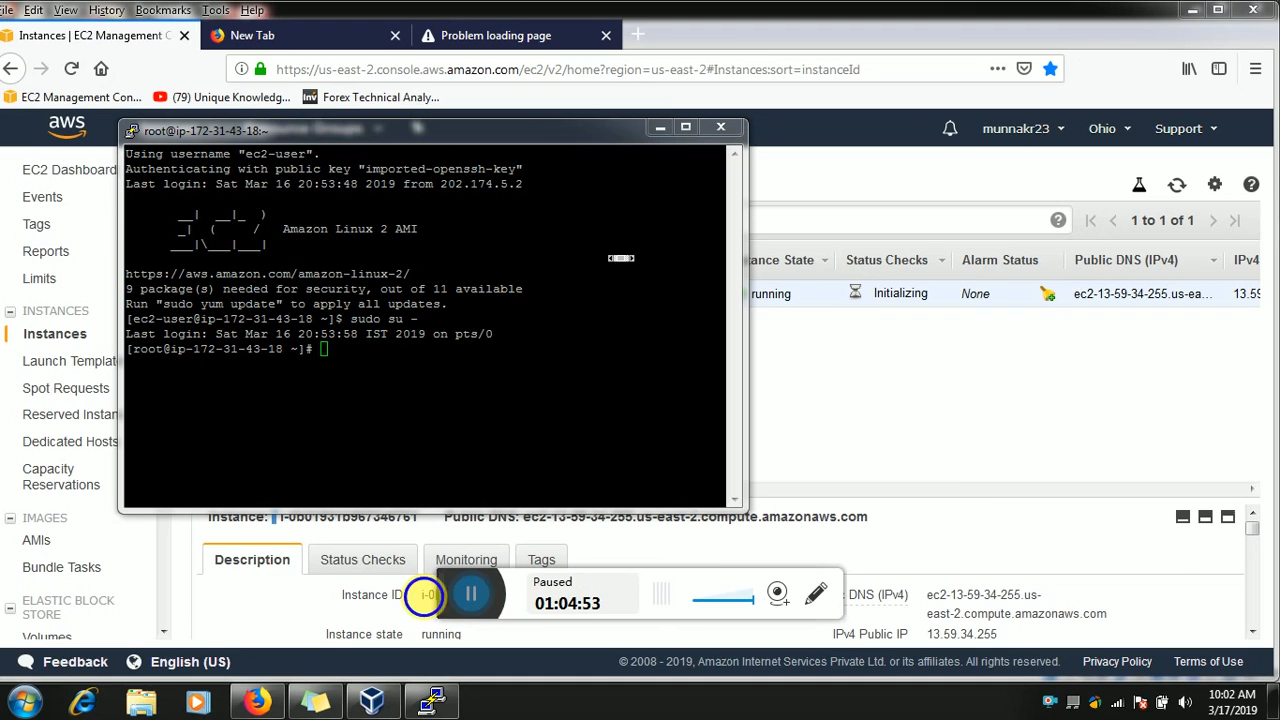 File Edit View History Bookmarks Tools Help
Instances | EC2 Management C
New Tab
Problem loading page
https://us-east-2.console.aws.amazon.com/ec2/v2/home?region=us-east-2#Instances:sort=instanceId
EC2 Management Con...
(79) Unique Knowledg...
Forex Technical Analy...
aws
munnakr23
Ohio
Support
EC2 Dashboard
Events
Tags
Reports
Limits
INSTANCES
Instances
Launch Templat
Spot Requests
Reserved Instan
Dedicated Hosts
Capacity
Reservations
IMAGES
AMIs
Bundle Tasks
ELASTIC BLOCK
STORE
Volumes
root@ip-172-31-43-18:~
Using username "ec2-user".
Authenticating with public key "imported-openssh-key"
Last login: Sat Mar 16 20:53:48 2019 from 202.174.5.2
__| __|_ )
_| ( / Amazon Linux 2 AMI
___|\___|___|
https://aws.amazon.com/amazon-linux-2/
9 package(s) needed for security, out of 11 available
Run "sudo yum update" to apply all updates.
[ec2-user@ip-172-31-43-18 ~]$ sudo su -
Last login: Sat Mar 16 20:53:58 IST 2019 on pts/0
[root@ip-172-31-43-18 ~]#
1 to 1 of 1
stance State Status Checks Alarm Status Public DNS (IPv4) IPv4
running Initializing None ec2-13-59-34-255.us-ea... 13.59
Instance: i-0b01931b967346761 Public DNS: ec2-13-59-34-255.us-east-2.compute.amazonaws.com
Description Status Checks Monitoring Tags
Instance ID
DNS (IPv4) ec2-13-59-34-255.us-
east-2.compute.amazonaws.com
Instance state running
IPv4 Public IP 13.59.34.255
Paused
01:04:53
Feedback
English (US)
© 2008 - 2019, Amazon Internet Services Private Ltd. or its affiliates. All rights reserved.
Privacy Policy
Terms of Use
10:02 AM
3/17/2019